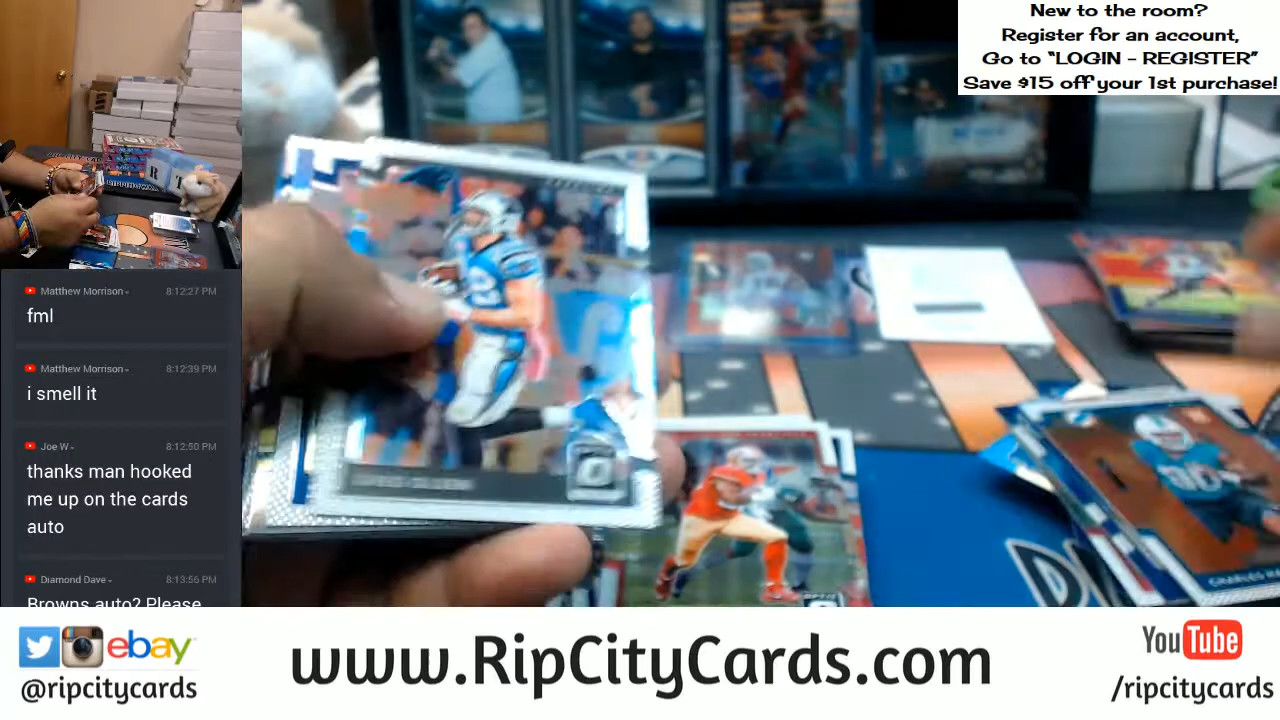 New to the room?
Register for an account,
Go to “LOGIN - REGISTER”
Save $15 off your 1st purchase!
Matthew Morrison
8:12:27 PM
fml
Matthew Morrison
8:12:39 PM
i smell it
Joe W
8:12:50 PM
thanks man hooked
me up on the cards
auto
Diamond Dave
8:13:56 PM
Browns auto? Please
CHARLES
ebay
@ripcitycards
www.RipCityCards.com
YouTube
/ripcitycards